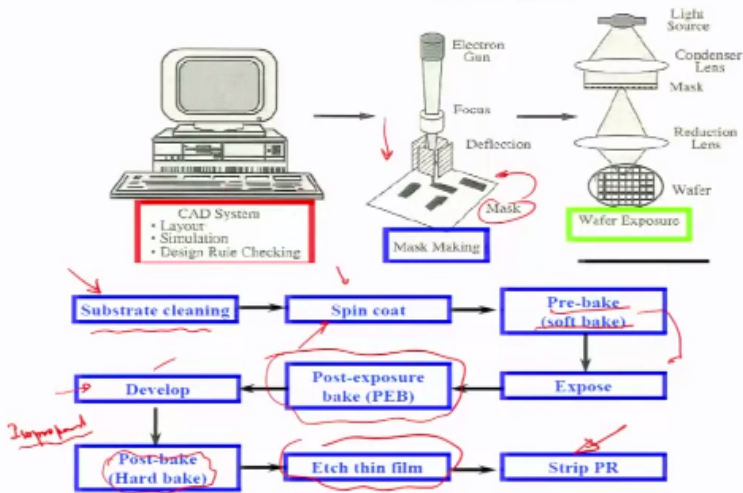 Light
Source
Electron
Gun
Condenser
Lens
Mask
Focus
Deflection
Reduction
Lens
Mask
Wafer
CAD System
• Layout
• Simulation
• Design Rule Checking
Mask Making
Wafer Exposure
Substrate cleaning
Spin coat
Pre-bake
(soft bake)
Develop
Post-exposure
bake (PEB)
Expose
Post-bake
(Hard bake)
Etch thin film
Strip PR